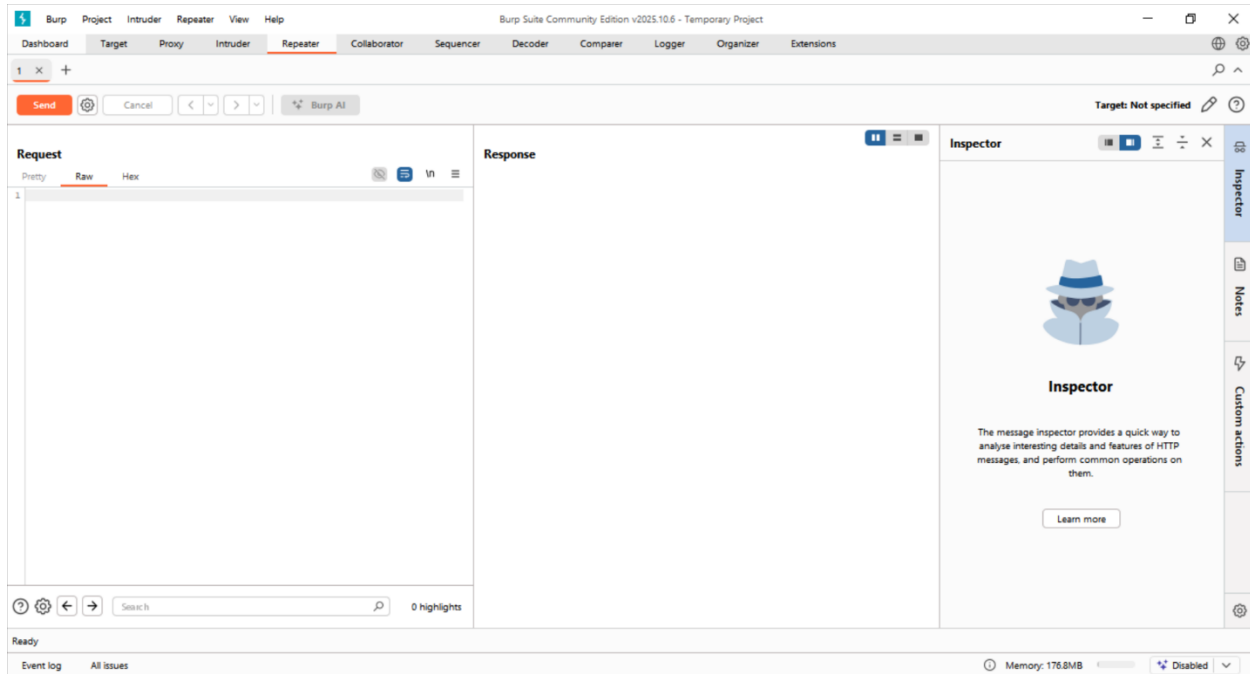 Burp Project Intruder Repeater View Help Burp Suite Community Edition v2025.10.6 - Temporary Project
Dashboard Target Proxy Intruder Repeater Collaborator Sequencer Decoder Comparer Logger Organizer Extensions
1
Send Cancel Burp AI Target: Not specified
Request
Pretty Raw Hex \n
1
Response
Inspector
Inspector
The message inspector provides a quick way to
analyse interesting details and features of HTTP
messages, and perform common operations on
them.
Learn more
Inspector
Notes
Custom actions
Search 0 highlights
Ready
Event log All issues Memory: 176.8MB Disabled